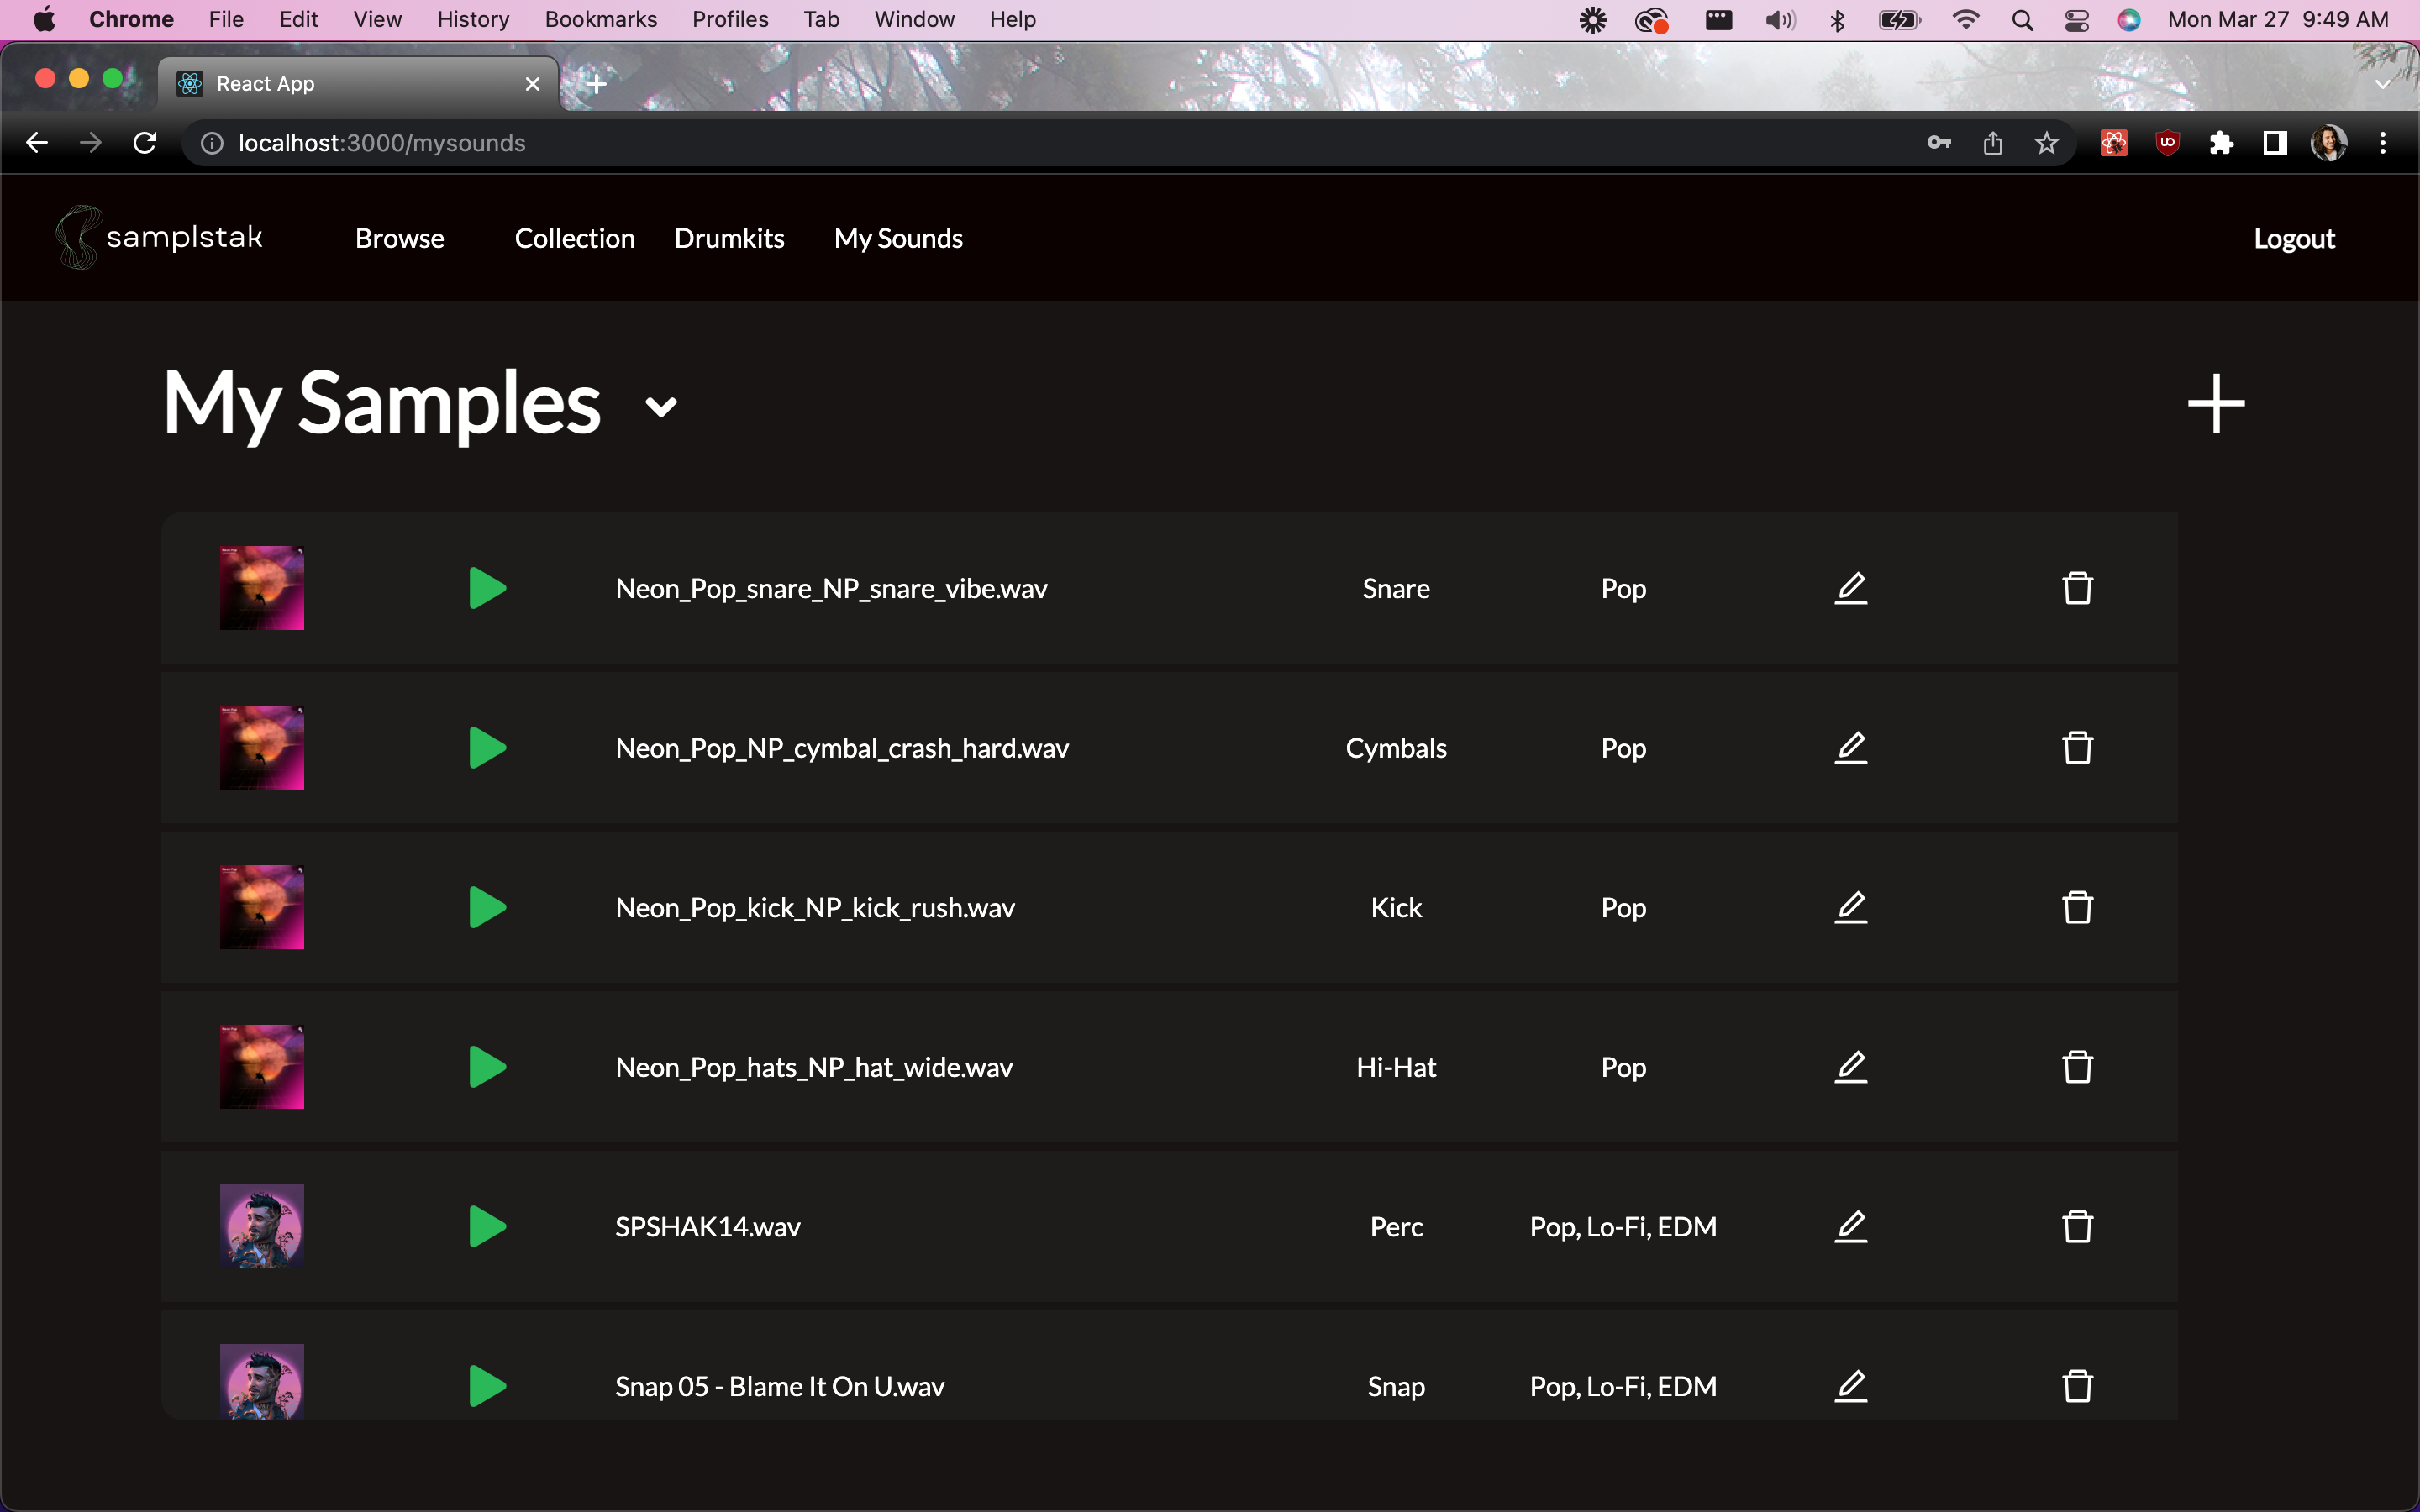 Chrome File Edit View History Bookmarks Profiles Tab Window Help Mon Mar 27 9:49 AM
React App
localhost:3000/mysounds
samplstak Browse Collection Drumkits My Sounds Logout
My Samples
Neon_Pop_snare_NP_snare_vibe.wav Snare Pop
Neon_Pop_NP_cymbal_crash_hard.wav Cymbals Pop
Neon_Pop_kick_NP_kick_rush.wav Kick Pop
Neon_Pop_hats_NP_hat_wide.wav Hi-Hat Pop
SPSHAK14.wav Perc Pop, Lo-Fi, EDM
Snap 05 - Blame It On U.wav Snap Pop, Lo-Fi, EDM